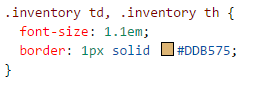 .inventory td, .inventory th {
font-size: 1.1em;
border: 1px solid #DDB575;
}